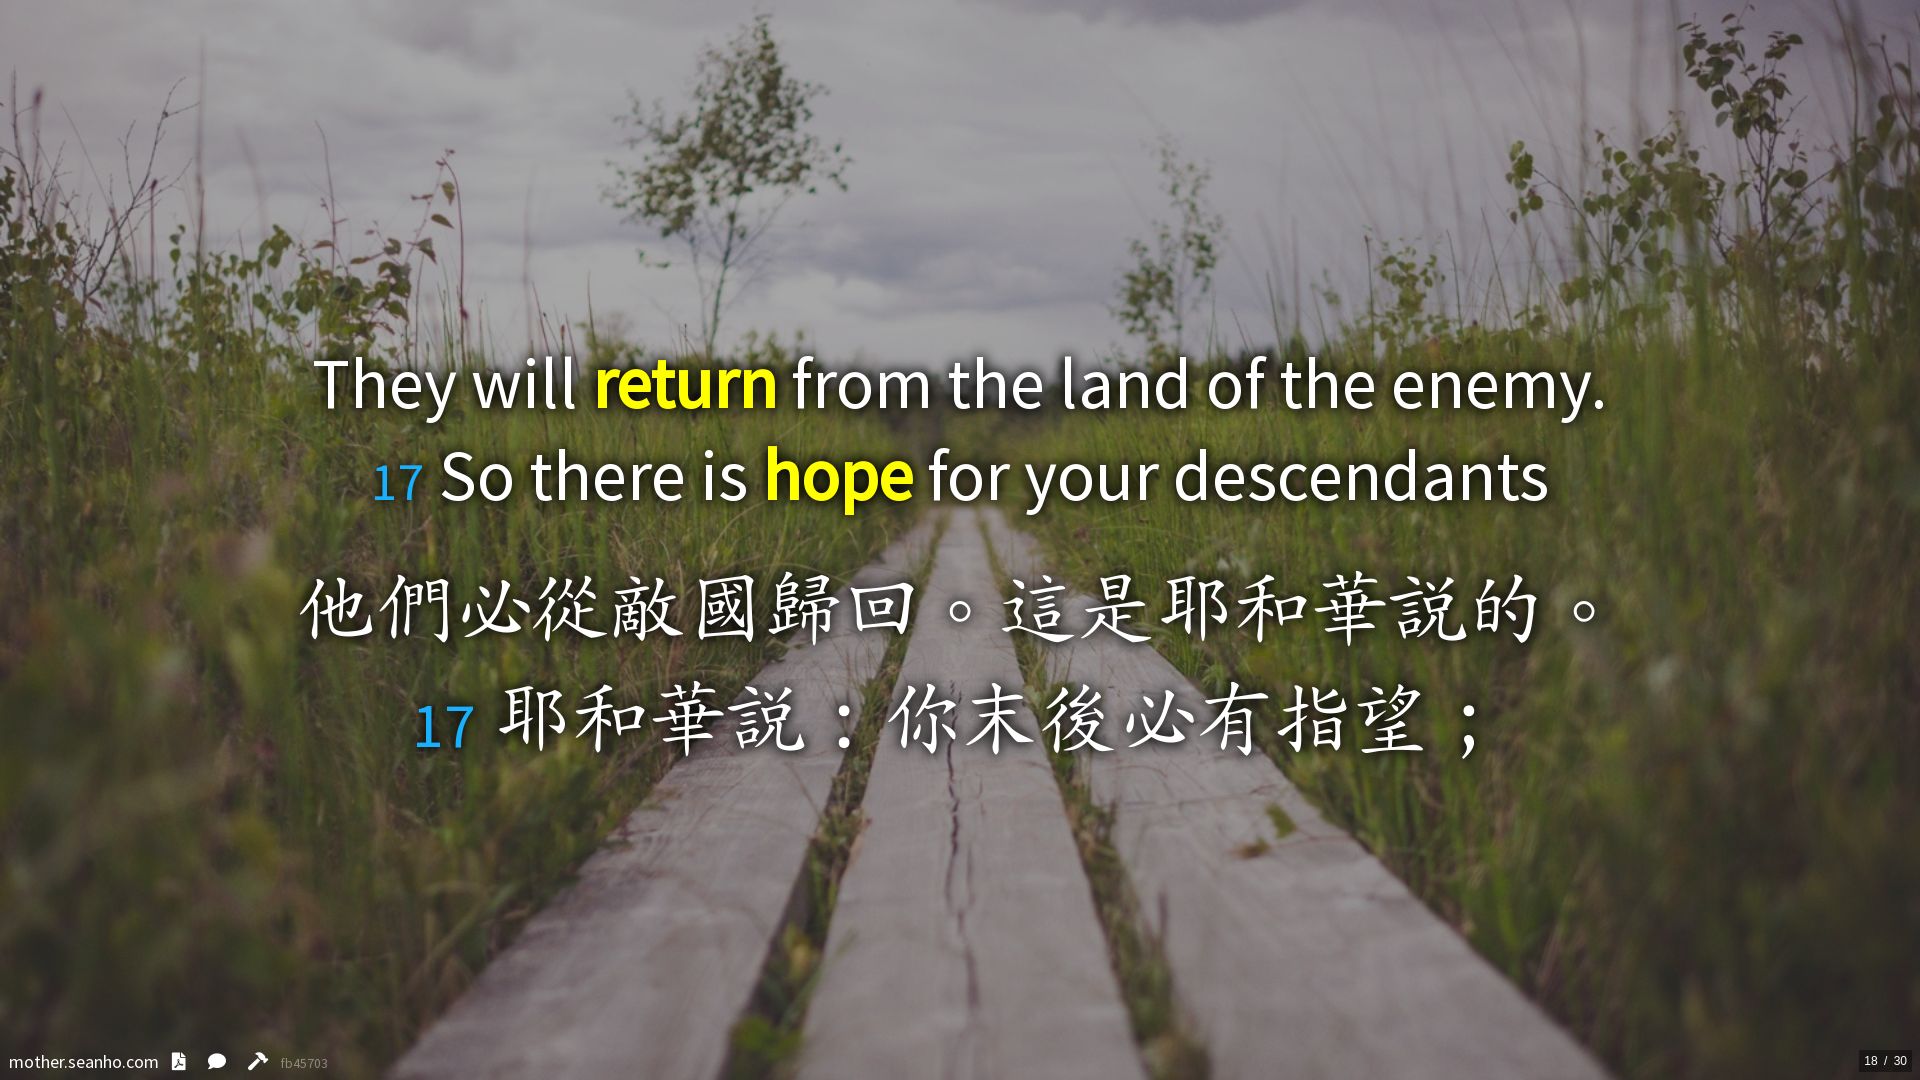 They will return from the land of the enemy.
17 So there is hope for your descendants
他們必從敵國歸回。這是耶和華説的。
17 耶和華説：你末後必有指望；
mother.seanho.com fb45703
18 / 30